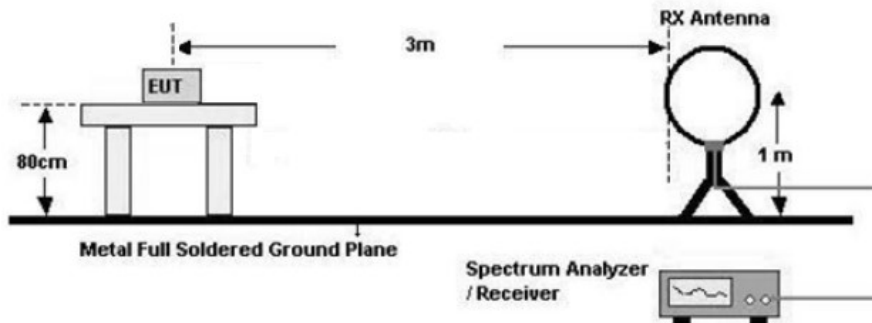 RX Antenna
3m
EUT
80cm
1 m
Metal Full Soldered Ground Plane
Spectrum Analyzer
/ Receiver